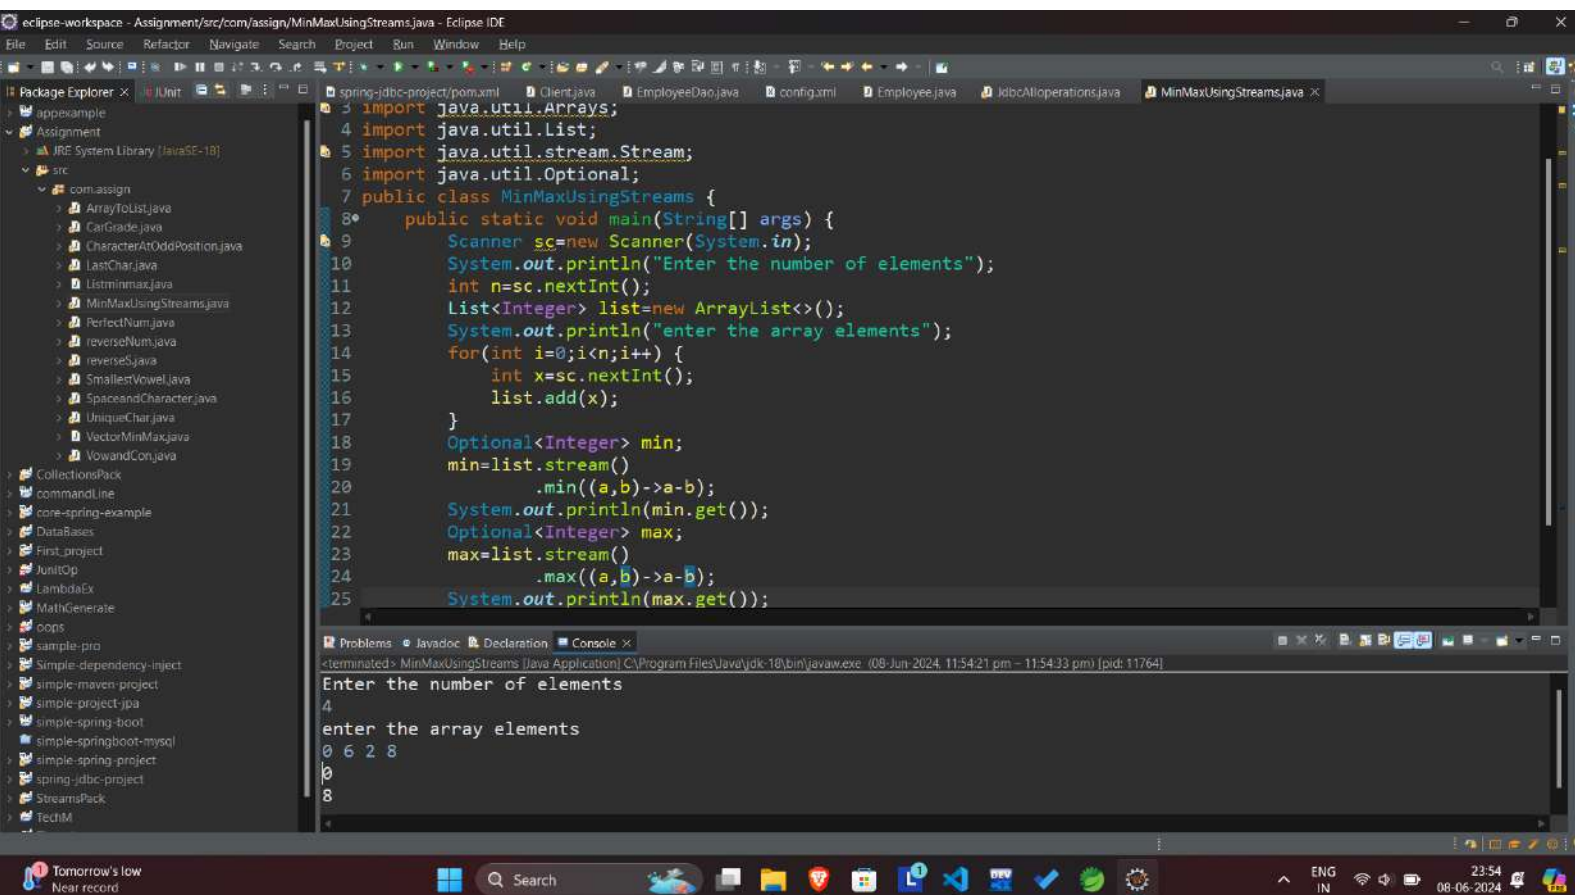 eclipse-workspace - Assignment/src/com/assign/MinMaxUsingStreams.java - Eclipse IDE
File Edit Source Refactor Navigate Search Project Run Window Help
Package Explorer × JUnit
appexample
Assignment
JRE System Library [JavaSE-18]
src
com.assign
ArrayToList.java
CarGrade.java
CharacterAtOddPosition.java
LastChar.java
Listminmax.java
MinMaxUsingStreams.java
PerfectNum.java
reverseNum.java
reverseS.java
SmallestVowel.java
SpaceandCharacter.java
UniqueChar.java
VectorMinMax.java
VowandCon.java
CollectionsPack
commandLine
core-spring-example
DataBases
First_project
JunitOp
LambdaEx
MathGenerate
oops
sample-pro
Simple-dependency-inject
simple-maven-project
simple-project-jpa
simple-spring-boot
simple-springboot-mysql
simple-spring-project
spring-jdbc-project
StreamsPack
TechM
spring-jdbc-project/pom.xml Client.java EmployeeDao.java config.xml Employee.java JdbcAlloperations.java MinMaxUsingStreams.java ×
3 import java.util.Arrays;
4 import java.util.List;
5 import java.util.stream.Stream;
6 import java.util.Optional;
7 public class MinMaxUsingStreams {
8 public static void main(String[] args) {
9 Scanner sc=new Scanner(System.in);
10 System.out.println("Enter the number of elements");
11 int n=sc.nextInt();
12 List<Integer> list=new ArrayList<>();
13 System.out.println("enter the array elements");
14 for(int i=0;i<n;i++) {
15 int x=sc.nextInt();
16 list.add(x);
17 }
18 Optional<Integer> min;
19 min=list.stream()
20 .min((a,b)->a-b);
21 System.out.println(min.get());
22 Optional<Integer> max;
23 max=list.stream()
24 .max((a,b)->a-b);
25 System.out.println(max.get());
Problems Javadoc Declaration Console ×
<terminated> MinMaxUsingStreams [Java Application] C:\Program Files\Java\jdk-18\bin\javaw.exe (08-Jun-2024, 11:54:21 pm – 11:54:33 pm) [pid: 11764]
Enter the number of elements
4
enter the array elements
0 6 2 8
0
8
1
Tomorrow's low
Near record
Search
DEV
ENG
IN
23:54
08-06-2024